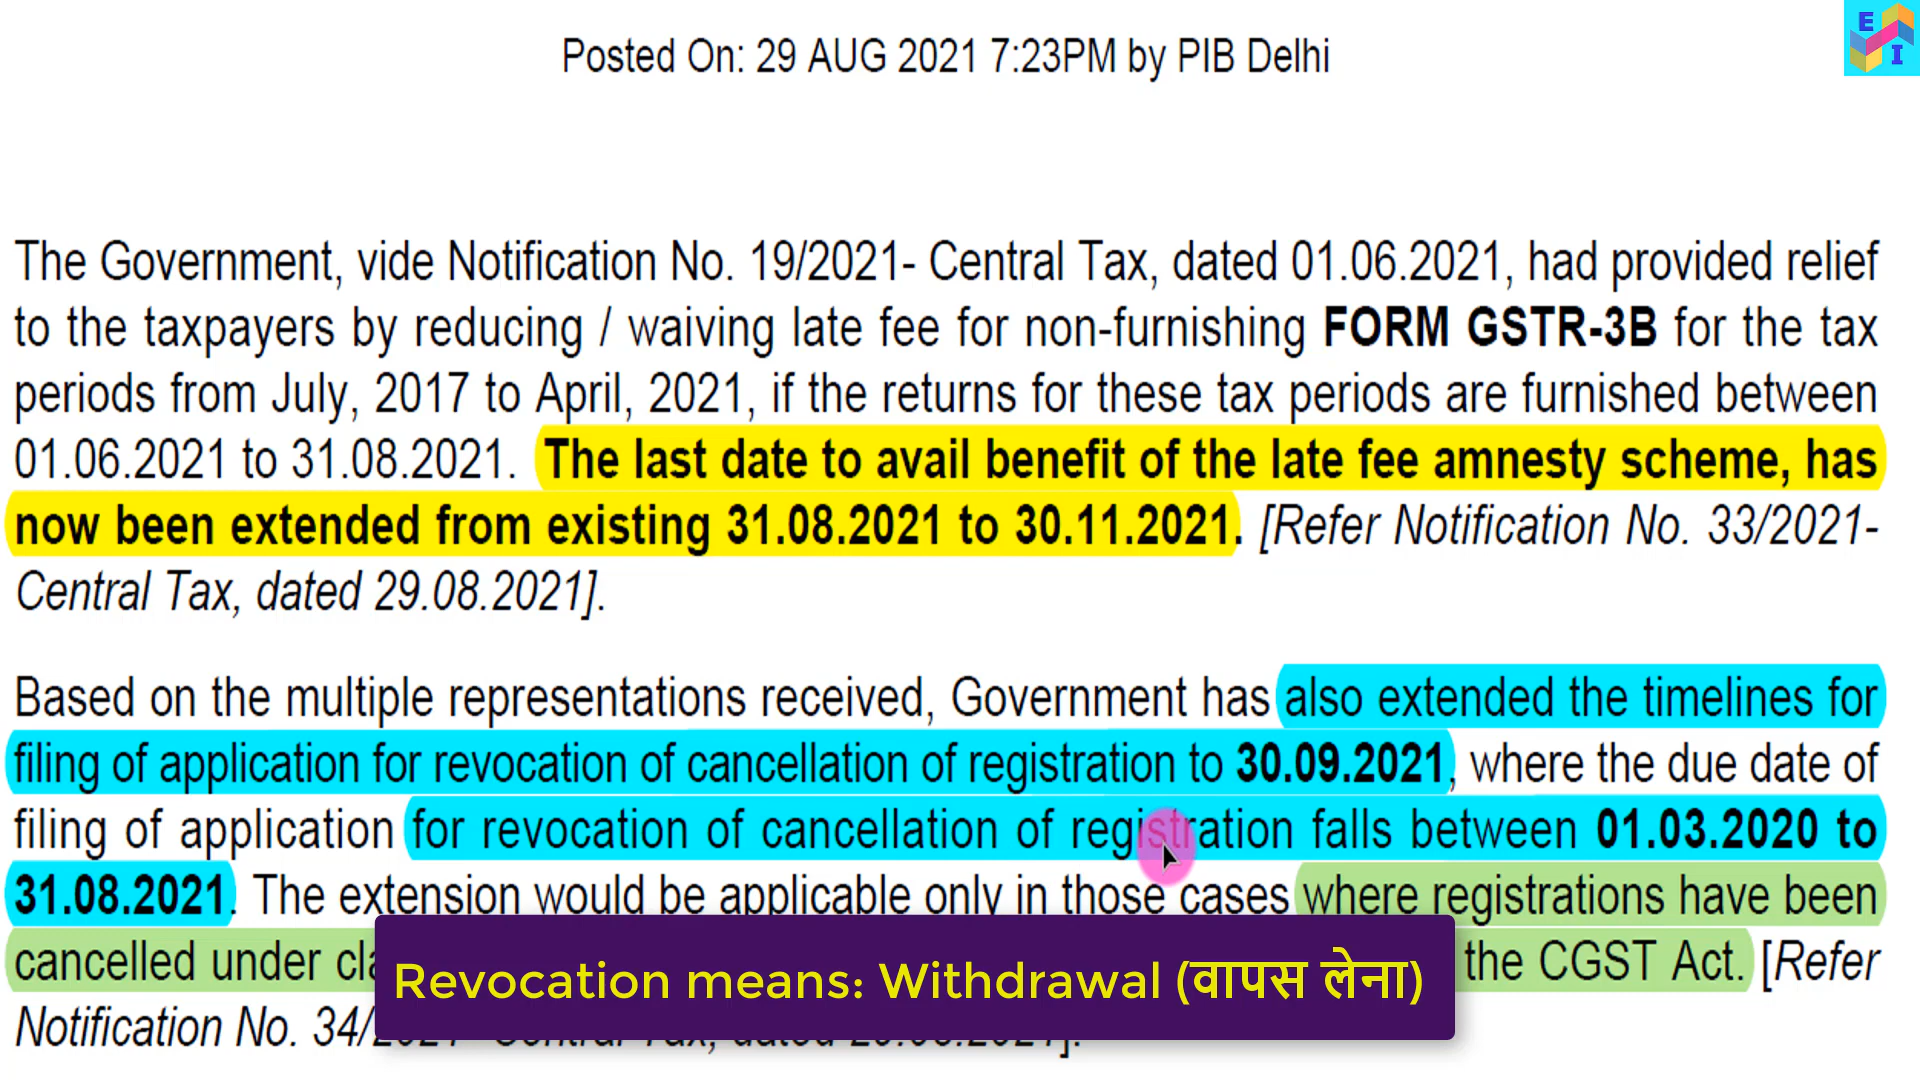 E
I
Posted On: 29 AUG 2021 7:23PM by PIB Delhi
The Government, vide Notification No. 19/2021- Central Tax, dated 01.06.2021, had provided relief
to the taxpayers by reducing / waiving late fee for non-furnishing FORM GSTR-3B for the tax
periods from July, 2017 to April, 2021, if the returns for these tax periods are furnished between
01.06.2021 to 31.08.2021. The last date to avail benefit of the late fee amnesty scheme, has
now been extended from existing 31.08.2021 to 30.11.2021. [Refer Notification No. 33/2021-
Central Tax, dated 29.08.2021].
Based on the multiple representations received, Government has also extended the timelines for
filing of application for revocation of cancellation of registration to 30.09.2021, where the due date of
filing of application for revocation of cancellation of registration falls between 01.03.2020 to
31.08.2021. The extension would be applicable only in those cases where registrations have been
cancelled under the CGST Act. [Refer
Revocation means: Withdrawal (वापस लेना)
Notification No. 34/